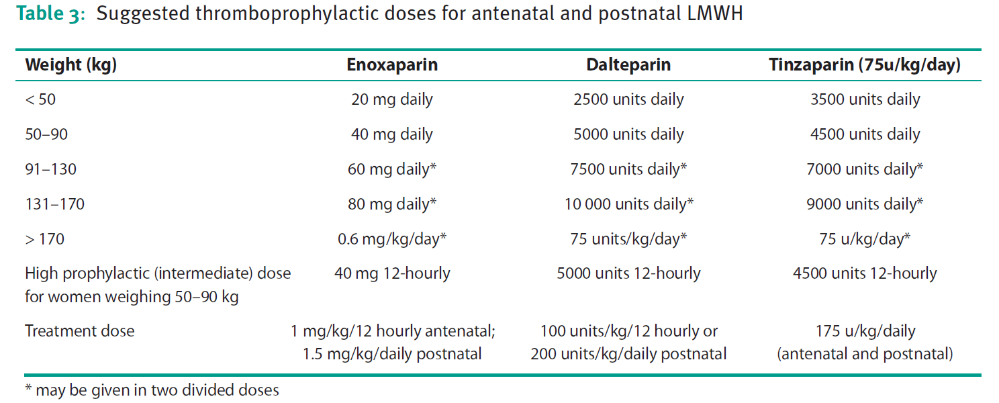 Table 3: Suggested thromboprophylactic doses for antenatal and postnatal LMWH
Weight (kg) Enoxaparin Dalteparin Tinzaparin (75u/kg/day)
< 50 20 mg daily 2500 units daily 3500 units daily
50–90 40 mg daily 5000 units daily 4500 units daily
91–130 60 mg daily* 7500 units daily* 7000 units daily*
131–170 80 mg daily* 10 000 units daily* 9000 units daily*
> 170 0.6 mg/kg/day* 75 units/kg/day* 75 u/kg/day*
High prophylactic (intermediate) dose 40 mg 12-hourly 5000 units 12-hourly 4500 units 12-hourly
for women weighing 50–90 kg
Treatment dose 1 mg/kg/12 hourly antenatal; 100 units/kg/12 hourly or 175 u/kg/daily
1.5 mg/kg/daily postnatal 200 units/kg/daily postnatal (antenatal and postnatal)
* may be given in two divided doses